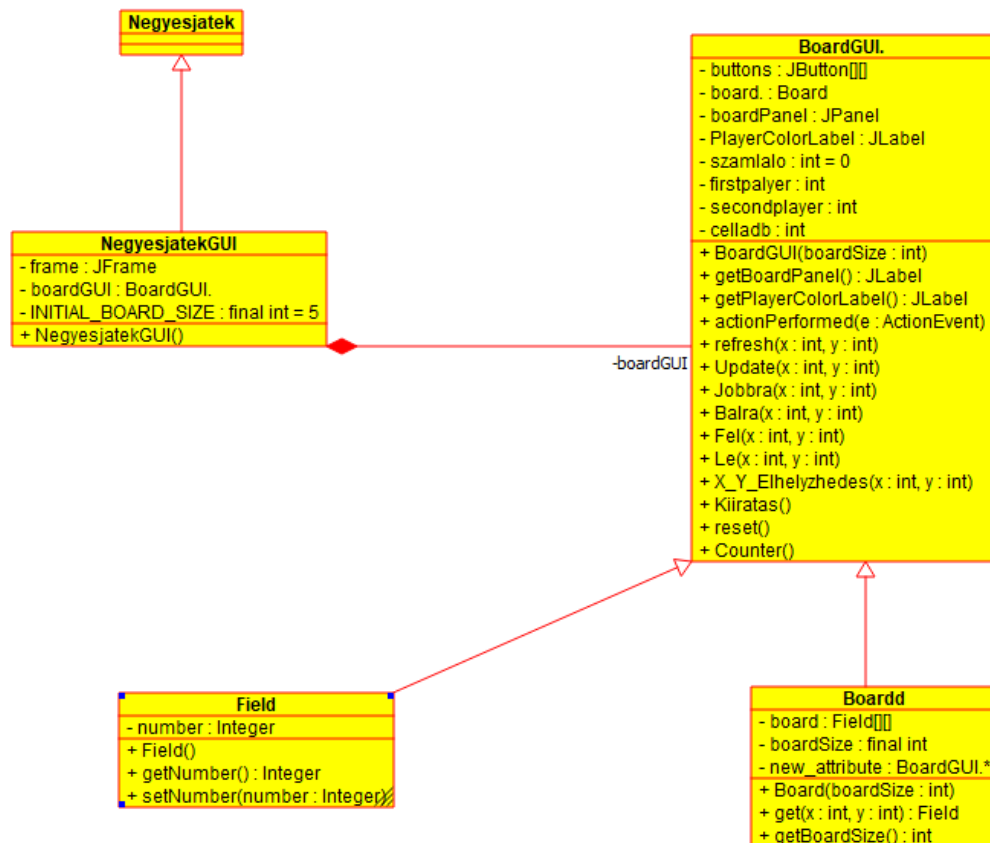 Negyesjatek
NegyesjatekGUI
- frame : JFrame
- boardGUI : BoardGUI.
- INITIAL_BOARD_SIZE : final int = 5
+ NegyesjatekGUI()
-boardGUI
BoardGUI.
- buttons : JButton[][]
- board. : Board
- boardPanel : JPanel
- PlayerColorLabel : JLabel
- szamlalo : int = 0
- firstpalyer : int
- secondplayer : int
- celladb : int
+ BoardGUI(boardSize : int)
+ getBoardPanel() : JLabel
+ getPlayerColorLabel() : JLabel
+ actionPerformed(e : ActionEvent)
+ refresh(x : int, y : int)
+ Update(x : int, y : int)
+ Jobbra(x : int, y : int)
+ Balra(x : int, y : int)
+ Fel(x : int, y : int)
+ Le(x : int, y : int)
+ X_Y_Elhelyzhedes(x : int, y : int)
+ Kiiratas()
+ reset()
+ Counter()
Field
- number : Integer
+ Field()
+ getNumber() : Integer
+ setNumber(number : Integer)
Boardd
- board : Field[][]
- boardSize : final int
- new_attribute : BoardGUI.*
+ Board(boardSize : int)
+ get(x : int, y : int) : Field
+ getBoardSize() : int